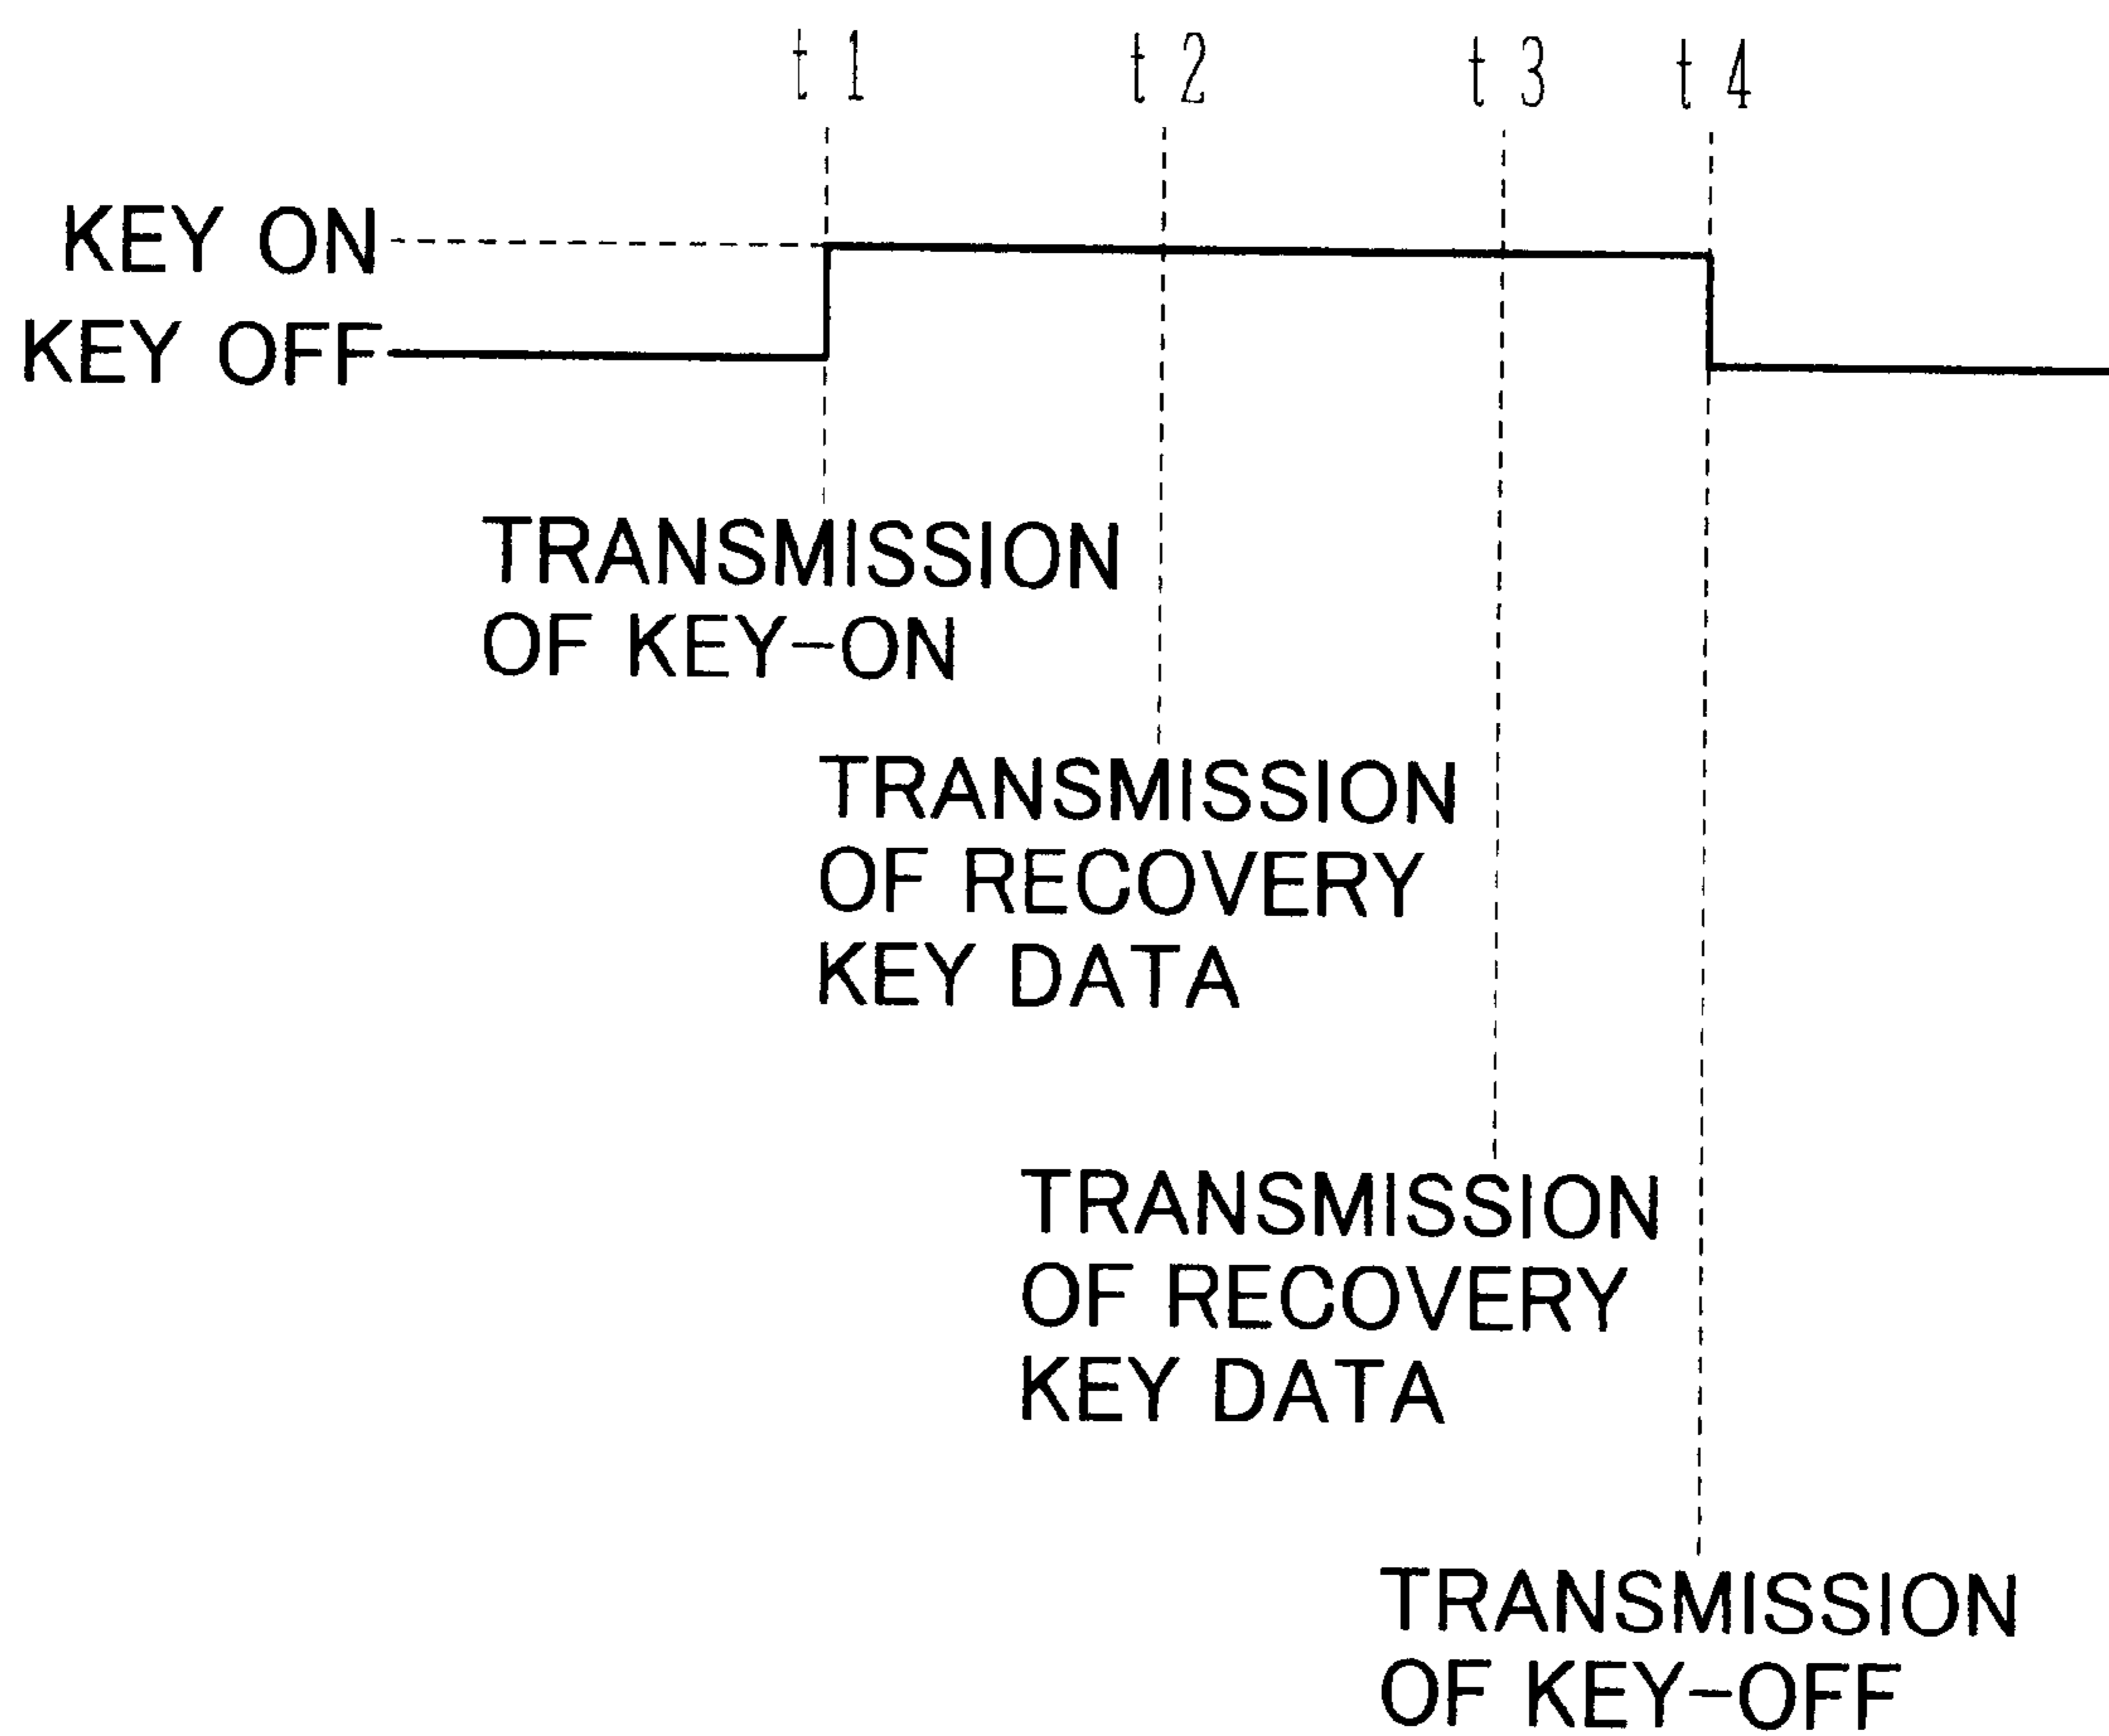 t1 t2 t3 t4
KEY ON
KEY OFF
TRANSMISSION
OF KEY-ON
TRANSMISSION
OF RECOVERY
KEY DATA
TRANSMISSION
OF RECOVERY
KEY DATA
TRANSMISSION
OF KEY-OFF